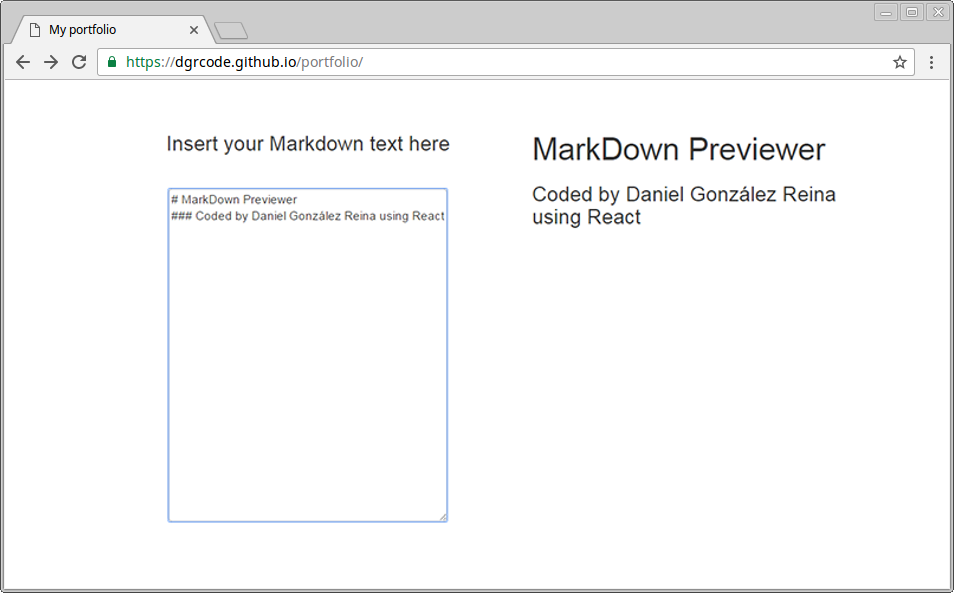 My portfolio
https://dgrcode.github.io/portfolio/
Insert your Markdown text here
# MarkDown Previewer
### Coded by Daniel González Reina using React
MarkDown Previewer
Coded by Daniel González Reina
using React